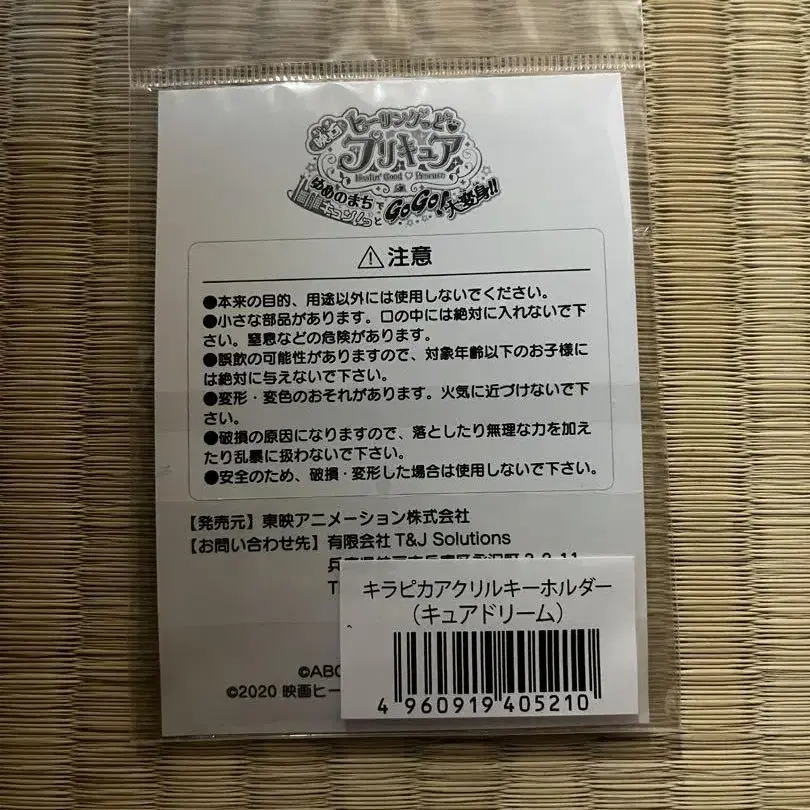 映画
ヒーリングっど♥
プリキュア
Healin' Good ♡ Precure
ゆめのまちで
キュン!っと GoGo! 大変身!!
⚠注意
●本来の目的、用途以外には使用しないでください。
●小さな部品があります。口の中には絶対に入れないで下
さい。窒息などの危険があります。
●誤飲の可能性がありますので、対象年齢以下のお子様に
は絶対に与えないで下さい。
●変形・変色のおそれがあります。火気に近づけないで下
さい。
●破損の原因になりますので、落としたり無理な力を加え
たり乱暴に扱わないで下さい。
●安全のため、破損・変形した場合は使用しないで下さい。
【発売元】東映アニメーション株式会社
【お問い合わせ先】有限会社 T&J Solutions
キラピカアクリルキーホルダー
（キュアドリーム）
4 960919 405210
©ABC
©2020 映画ヒー